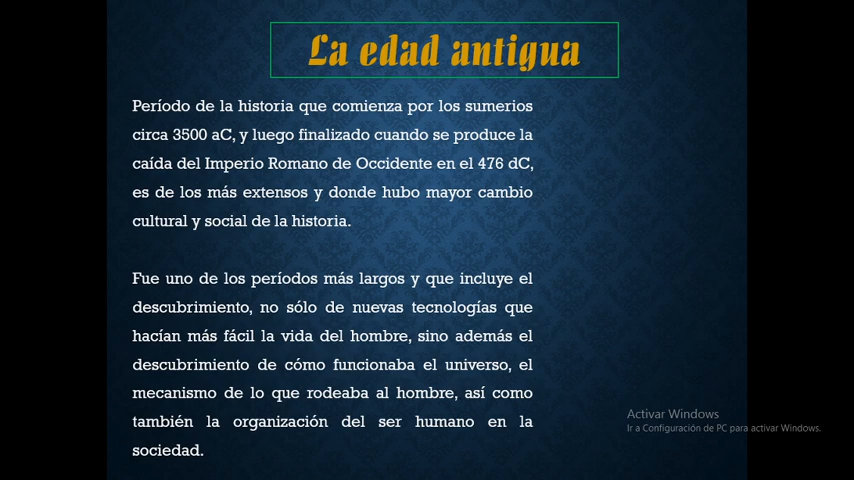 La edad antigua
Período de la historia que comienza por los sumerios
circa 3500 aC, y luego finalizado cuando se produce la
caída del Imperio Romano de Occidente en el 476 dC,
es de los más extensos y donde hubo mayor cambio
cultural y social de la historia.
Fue uno de los períodos más largos y que incluye el
descubrimiento, no sólo de nuevas tecnologías que
hacían más fácil la vida del hombre, sino además el
descubrimiento de cómo funcionaba el universo, el
mecanismo de lo que rodeaba al hombre, así como
también la organización del ser humano en la
sociedad.
Activar Windows
Ir a Configuración de PC para activar Windows.